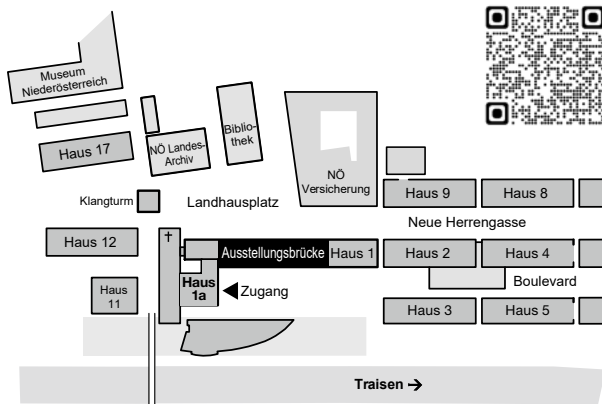 Museum
Niederösterreich
Haus 17
NÖ Landes-
Archiv
Biblio-
thek
NÖ
Versicherung
Klangturm
Landhausplatz
Haus 9
Haus 8
Neue Herrengasse
Haus 12
Ausstellungsbrücke
Haus 1
Haus 2
Haus 4
Haus
11
Haus
1a
Zugang
Boulevard
Haus 3
Haus 5
Traisen →